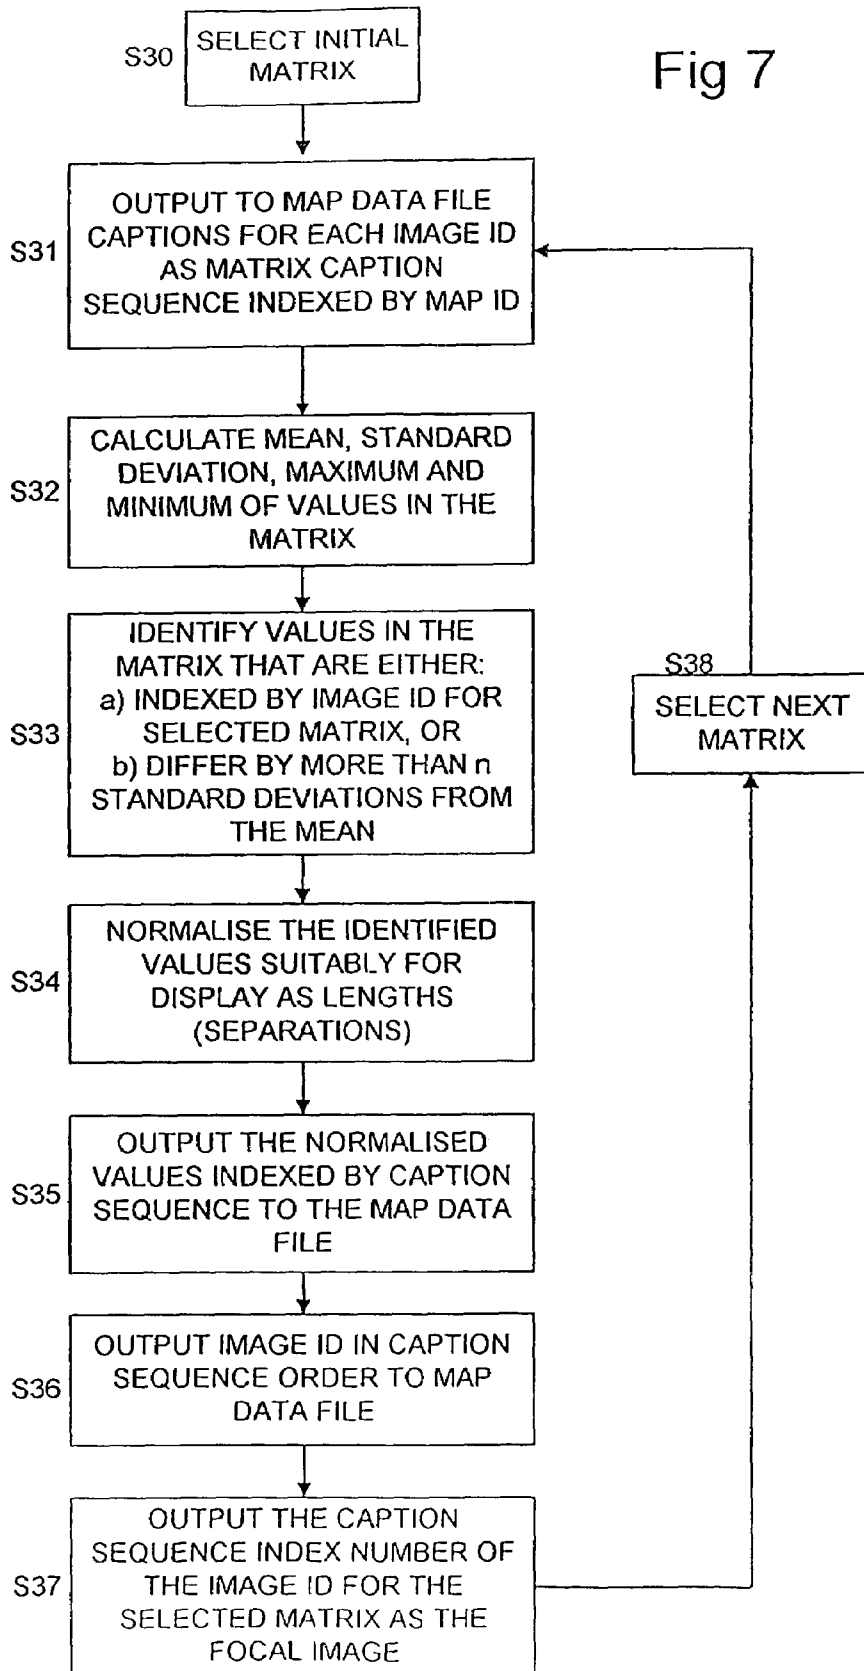 Fig 7
S30
SELECT INITIAL
MATRIX
S31
OUTPUT TO MAP DATA FILE
CAPTIONS FOR EACH IMAGE ID
AS MATRIX CAPTION
SEQUENCE INDEXED BY MAP ID
S32
CALCULATE MEAN, STANDARD
DEVIATION, MAXIMUM AND
MINIMUM OF VALUES IN THE
MATRIX
S33
IDENTIFY VALUES IN THE
MATRIX THAT ARE EITHER:
a) INDEXED BY IMAGE ID FOR
SELECTED MATRIX, OR
b) DIFFER BY MORE THAN n
STANDARD DEVIATIONS FROM
THE MEAN
S34
NORMALISE THE IDENTIFIED
VALUES SUITABLY FOR
DISPLAY AS LENGTHS
(SEPARATIONS)
S35
OUTPUT THE NORMALISED
VALUES INDEXED BY CAPTION
SEQUENCE TO THE MAP DATA
FILE
S36
OUTPUT IMAGE ID IN CAPTION
SEQUENCE ORDER TO MAP
DATA FILE
S37
OUTPUT THE CAPTION
SEQUENCE INDEX NUMBER OF
THE IMAGE ID FOR THE
SELECTED MATRIX AS THE
FOCAL IMAGE
S38
SELECT NEXT
MATRIX